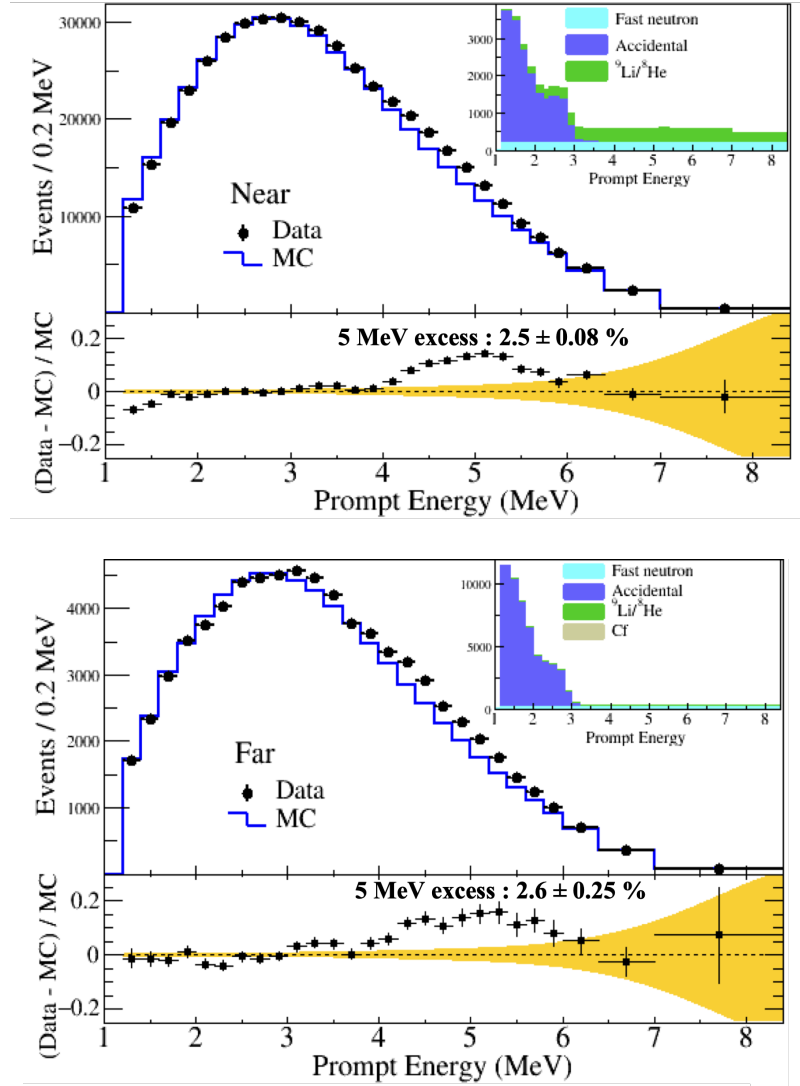 Events / 0.2 MeV
30000
20000
10000
Near
Data
MC
Fast neutron
Accidental
⁹Li/⁸He
3000
2000
1000
0
1 2 3 4 5 6 7 8
Prompt Energy
(Data - MC) / MC
5 MeV excess : 2.5 ± 0.08 %
0.2
0
−0.2
1 2 3 4 5 6 7 8
Prompt Energy (MeV)
Events / 0.2 MeV
4000
3000
2000
1000
Far
Data
MC
Fast neutron
Accidental
⁹Li/⁸He
Cf
10000
5000
0
1 2 3 4 5 6 7 8
Prompt Energy
(Data - MC) / MC
5 MeV excess : 2.6 ± 0.25 %
0.2
0
−0.2
1 2 3 4 5 6 7 8
Prompt Energy (MeV)